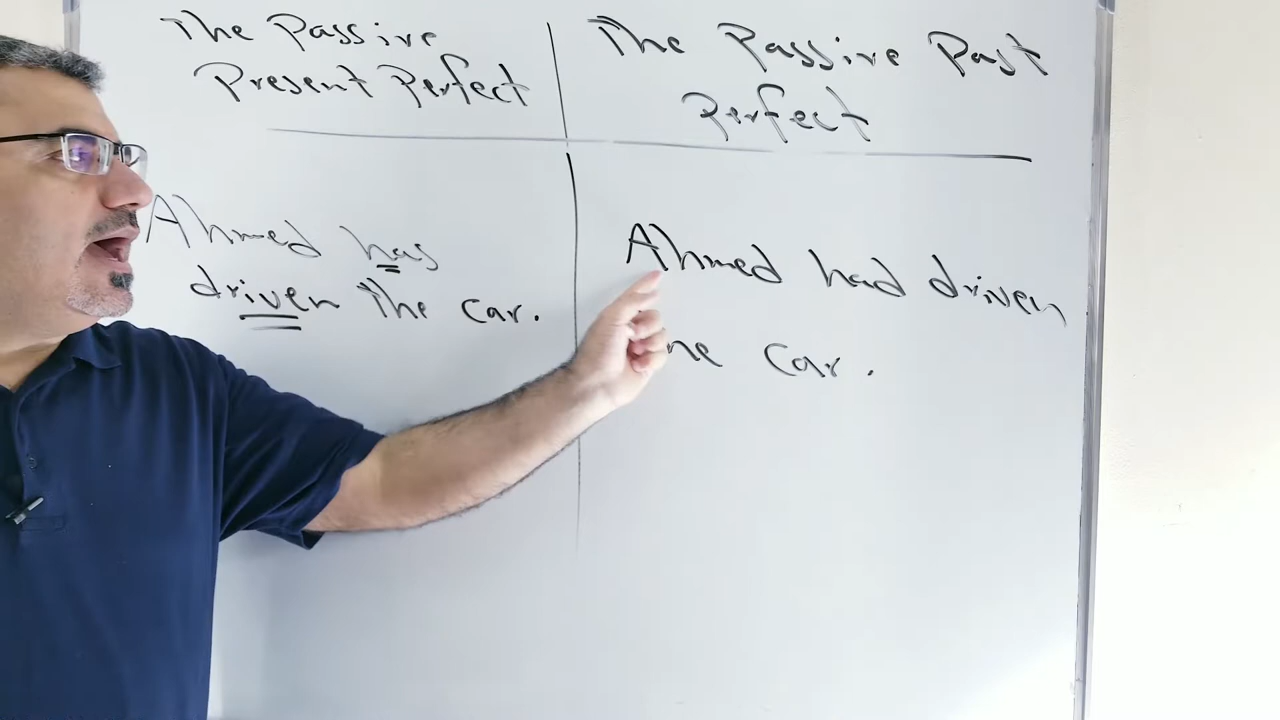 The Passive
Present Perfect
Ahmed has
driven the car.
The Passive Past
Perfect
Ahmed had driven
car.